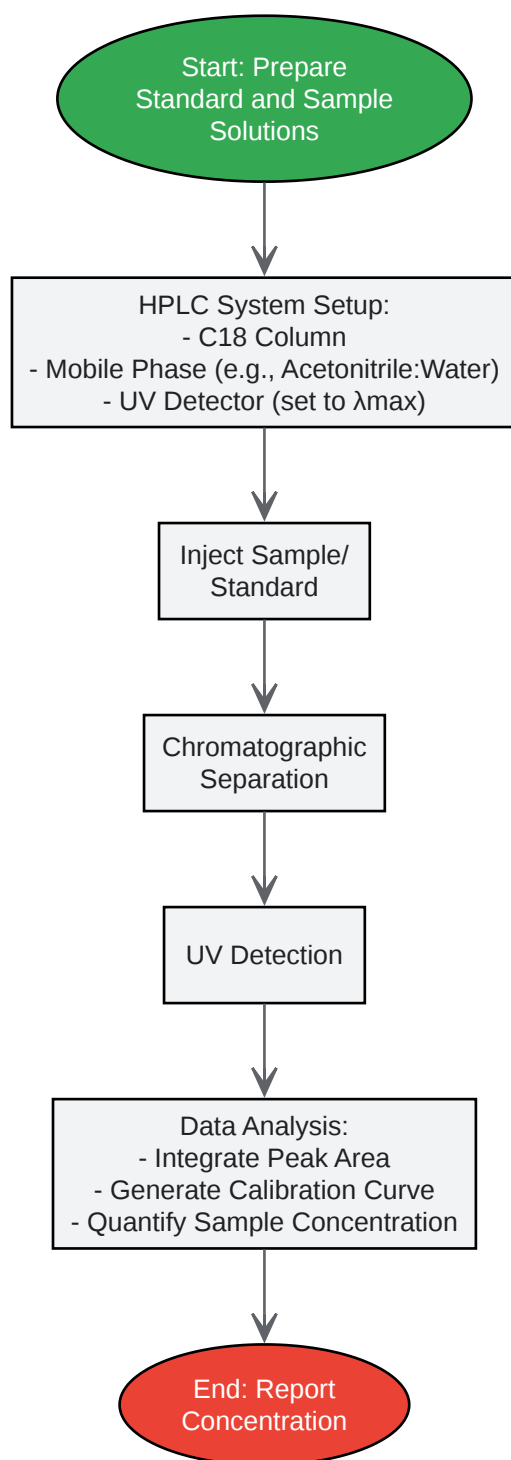 Start: Prepare
Standard and Sample
Solutions
HPLC System Setup:
- C18 Column
- Mobile Phase (e.g., Acetonitrile:Water)
- UV Detector (set to λmax)
Inject Sample/
Standard
Chromatographic
Separation
UV Detection
Data Analysis:
- Integrate Peak Area
- Generate Calibration Curve
- Quantify Sample Concentration
End: Report
Concentration